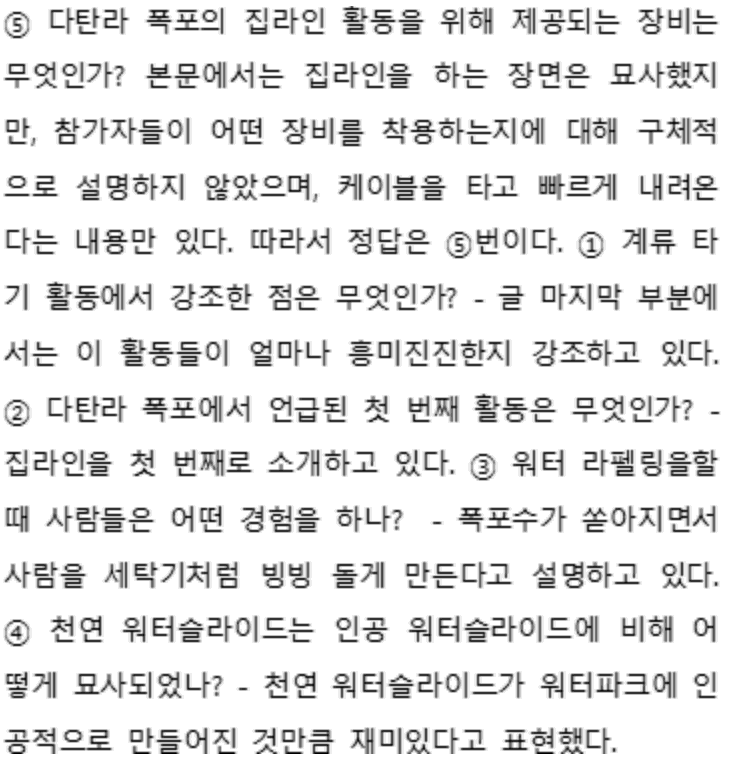 ⑤ 다탄라 폭포의 집라인 활동을 위해 제공되는 장비는
무엇인가? 본문에서는 집라인을 하는 장면은 묘사했지
만, 참가자들이 어떤 장비를 착용하는지에 대해 구체적
으로 설명하지 않았으며, 케이블을 타고 빠르게 내려온
다는 내용만 있다. 따라서 정답은 ⑤번이다. ① 계류 타
기 활동에서 강조한 점은 무엇인가? - 글 마지막 부분에
서는 이 활동들이 얼마나 흥미진진한지 강조하고 있다.
② 다탄라 폭포에서 언급된 첫 번째 활동은 무엇인가? -
집라인을 첫 번째로 소개하고 있다. ③ 워터 라펠링을할
때 사람들은 어떤 경험을 하나? - 폭포수가 쏟아지면서
사람을 세탁기처럼 빙빙 돌게 만든다고 설명하고 있다.
④ 천연 워터슬라이드는 인공 워터슬라이드에 비해 어
떻게 묘사되었나? - 천연 워터슬라이드가 워터파크에 인
공적으로 만들어진 것만큼 재미있다고 표현했다.